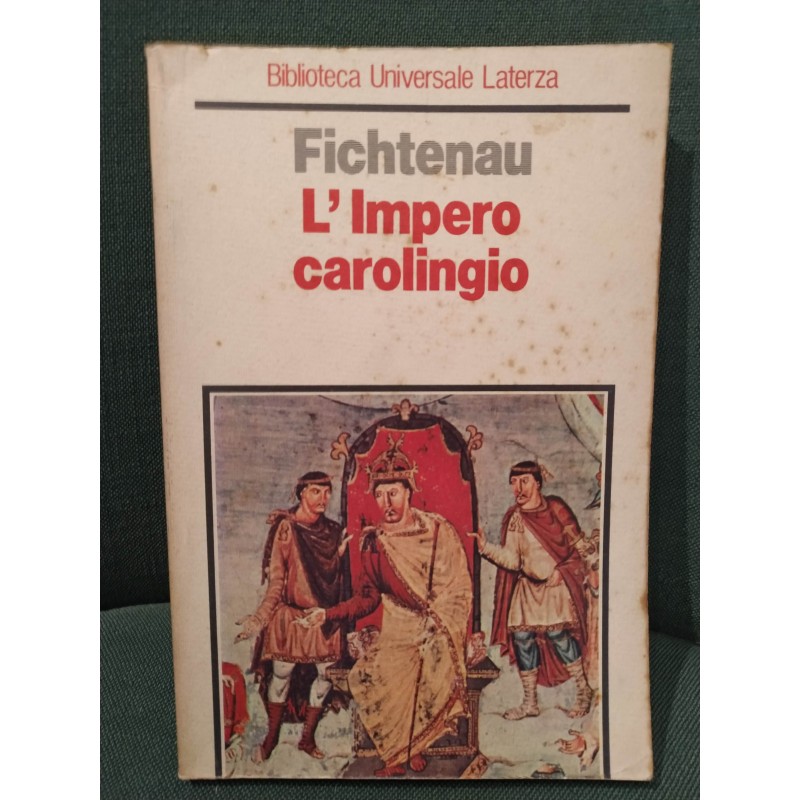 Biblioteca Universale Laterza
Fichtenau
L'Impero
carolingio